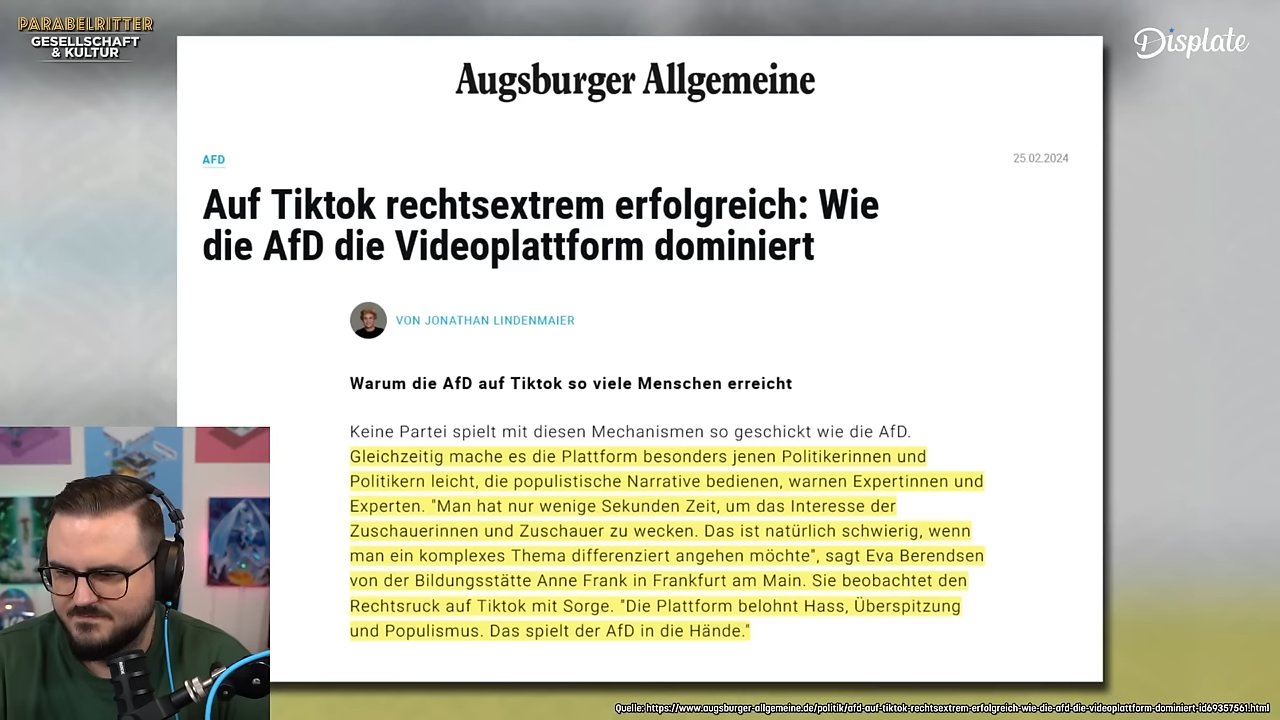 PARABELRITTER
GESELLSCHAFT
& KULTUR
Displate
Augsburger Allgemeine
AFD
25.02.2024
Auf Tiktok rechtsextrem erfolgreich: Wie
die AfD die Videoplattform dominiert
VON JONATHAN LINDENMAIER
Warum die AfD auf Tiktok so viele Menschen erreicht
Keine Partei spielt mit diesen Mechanismen so geschickt wie die AfD.
Gleichzeitig mache es die Plattform besonders jenen Politikerinnen und
Politikern leicht, die populistische Narrative bedienen, warnen Expertinnen und
Experten. "Man hat nur wenige Sekunden Zeit, um das Interesse der
Zuschauerinnen und Zuschauer zu wecken. Das ist natürlich schwierig, wenn
man ein komplexes Thema differenziert angehen möchte", sagt Eva Berendsen
von der Bildungsstätte Anne Frank in Frankfurt am Main. Sie beobachtet den
Rechtsruck auf Tiktok mit Sorge. "Die Plattform belohnt Hass, Überspitzung
und Populismus. Das spielt der AfD in die Hände."
Quelle: https://www.augsburger-allgemeine.de/politik/afd-auf-tiktok-rechtsextrem-erfolgreich-wie-die-afd-die-videoplattform-dominiert-id69357561.html